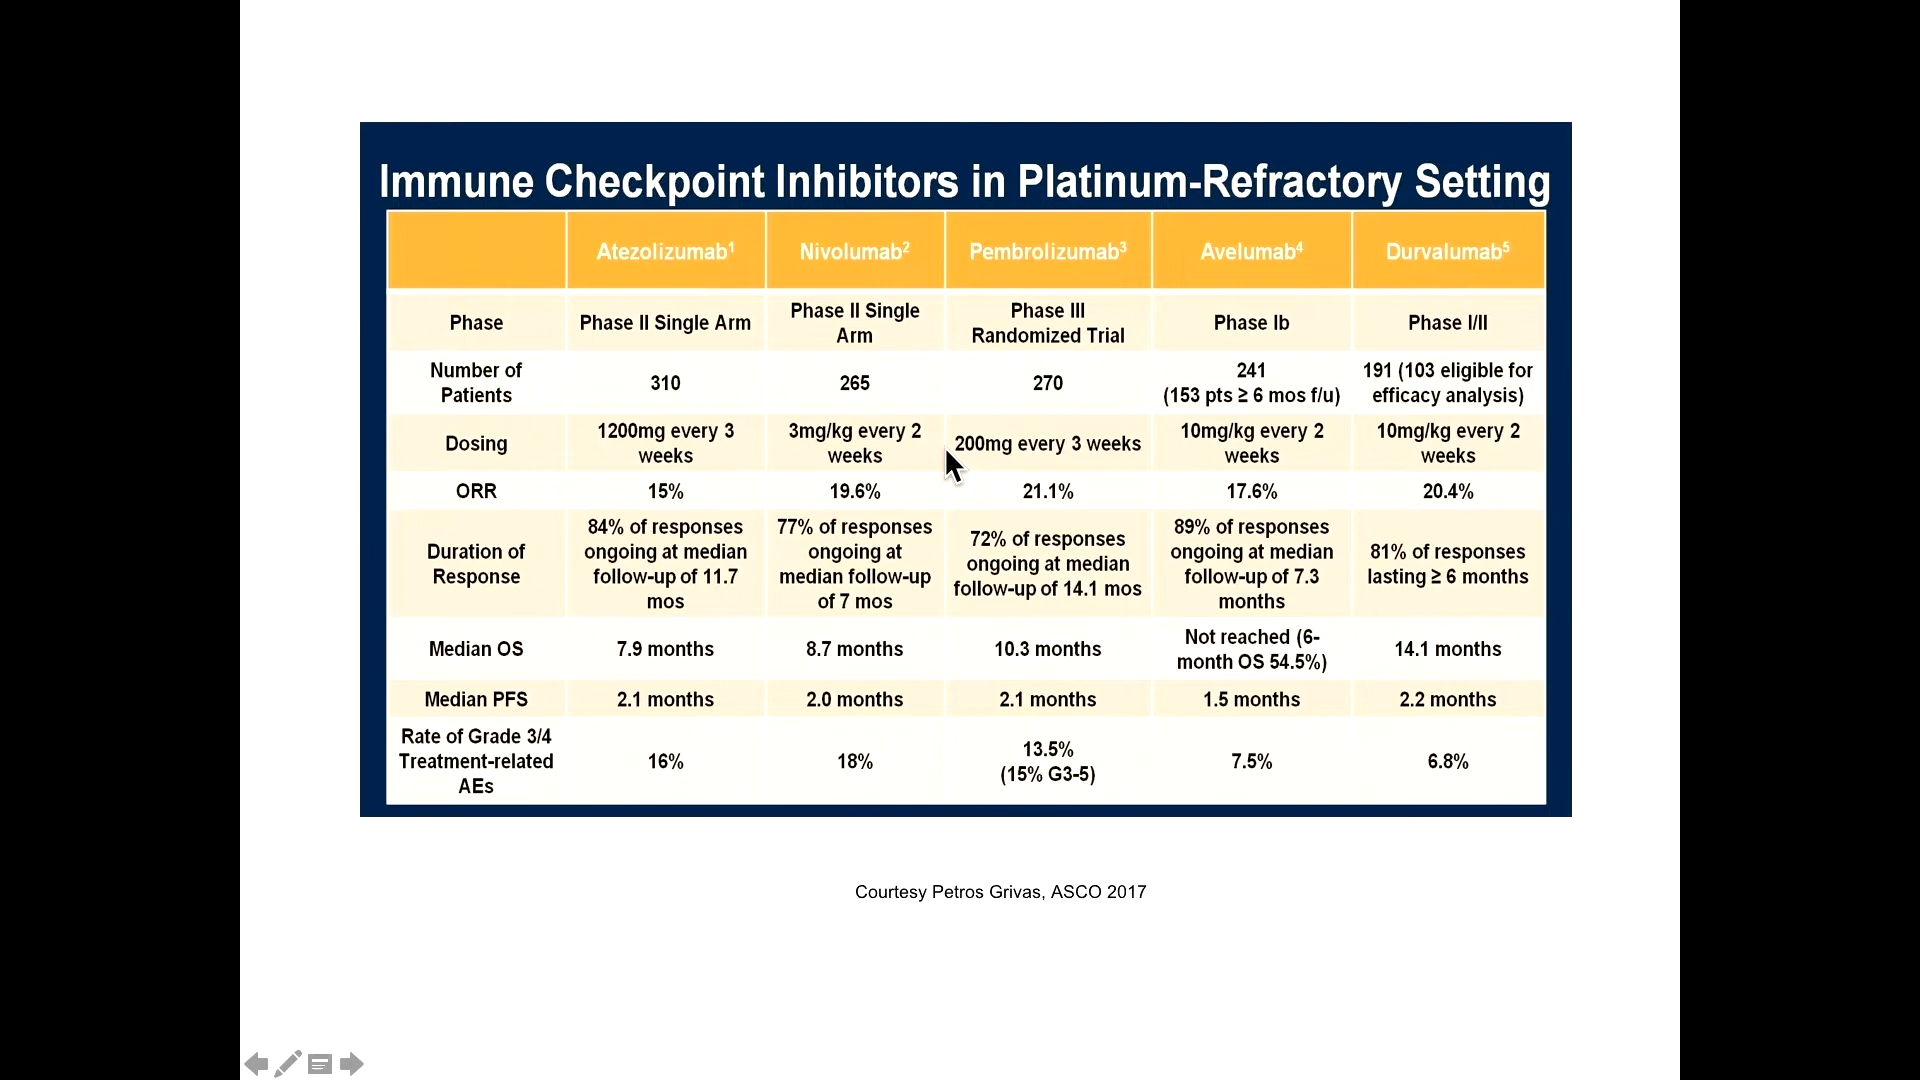 Immune Checkpoint Inhibitors in Platinum-Refractory Setting
Atezolizumab¹
Nivolumab²
Pembrolizumab³
Avelumab⁴
Durvalumab⁵
Phase
Phase II Single Arm
Phase II Single
Arm
Phase III
Randomized Trial
Phase Ib
Phase I/II
Number of
Patients
310
265
270
241
(153 pts ≥ 6 mos f/u)
191 (103 eligible for
efficacy analysis)
Dosing
1200mg every 3
weeks
3mg/kg every 2
weeks
200mg every 3 weeks
10mg/kg every 2
weeks
10mg/kg every 2
weeks
ORR
15%
19.6%
21.1%
17.6%
20.4%
Duration of
Response
84% of responses
ongoing at median
follow-up of 11.7
mos
77% of responses
ongoing at
median follow-up
of 7 mos
72% of responses
ongoing at median
follow-up of 14.1 mos
89% of responses
ongoing at median
follow-up of 7.3
months
81% of responses
lasting ≥ 6 months
Median OS
7.9 months
8.7 months
10.3 months
Not reached (6-
month OS 54.5%)
14.1 months
Median PFS
2.1 months
2.0 months
2.1 months
1.5 months
2.2 months
Rate of Grade 3/4
Treatment-related
AEs
16%
18%
13.5%
(15% G3-5)
7.5%
6.8%
Courtesy Petros Grivas, ASCO 2017